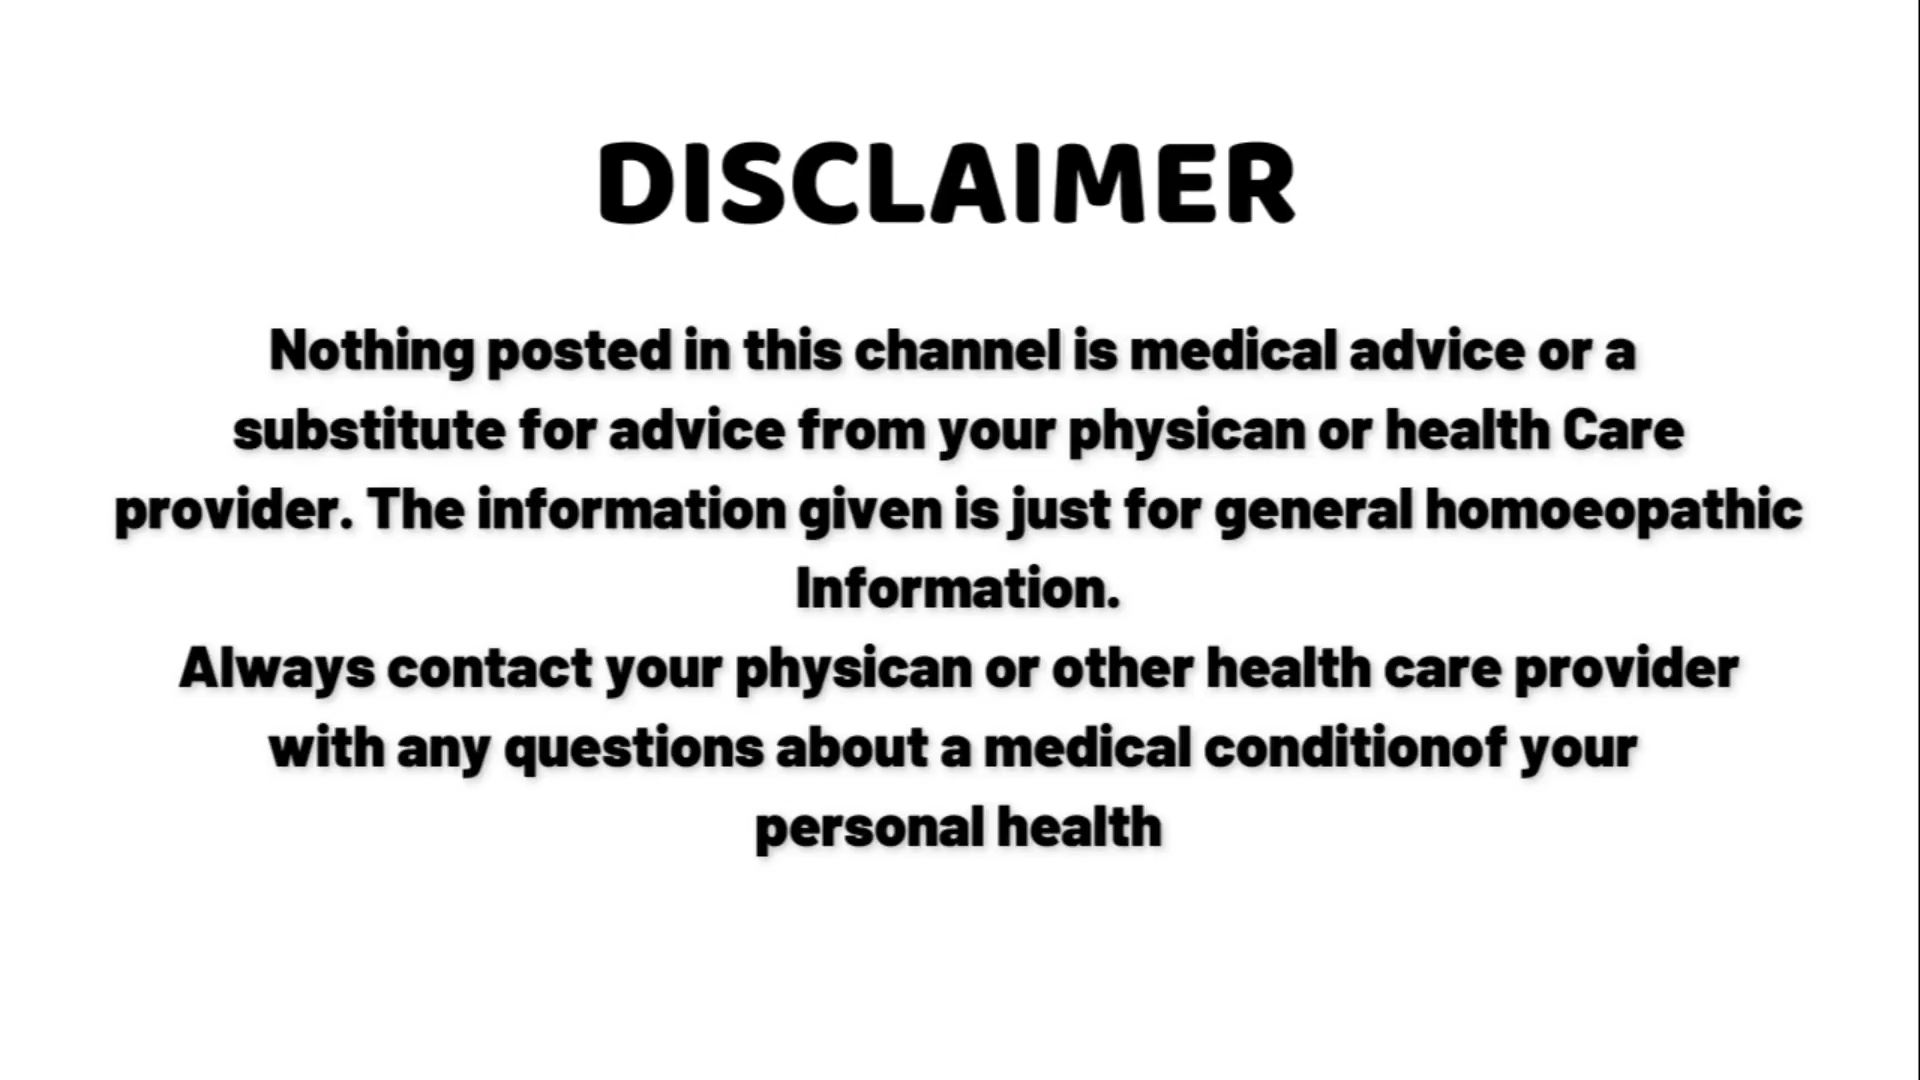 DISCLAIMER
Nothing posted in this channel is medical advice or a
substitute for advice from your physican or health Care
provider. The information given is just for general homoeopathic
Information.
Always contact your physican or other health care provider
with any questions about a medical conditionof your
personal health